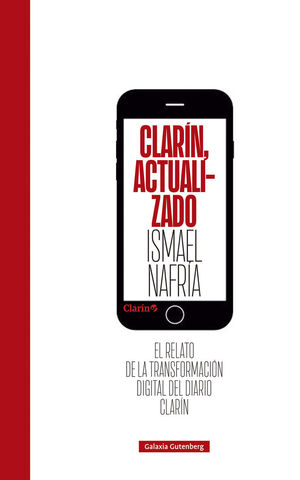 CLARÍN,
ACTUALI-
ZADO
ISMAEL
NAFRÍA
Clarín
EL RELATO
DE LA TRANSFORMACIÓN
DIGITAL DEL DIARIO
CLARÍN
Galaxia Gutenberg